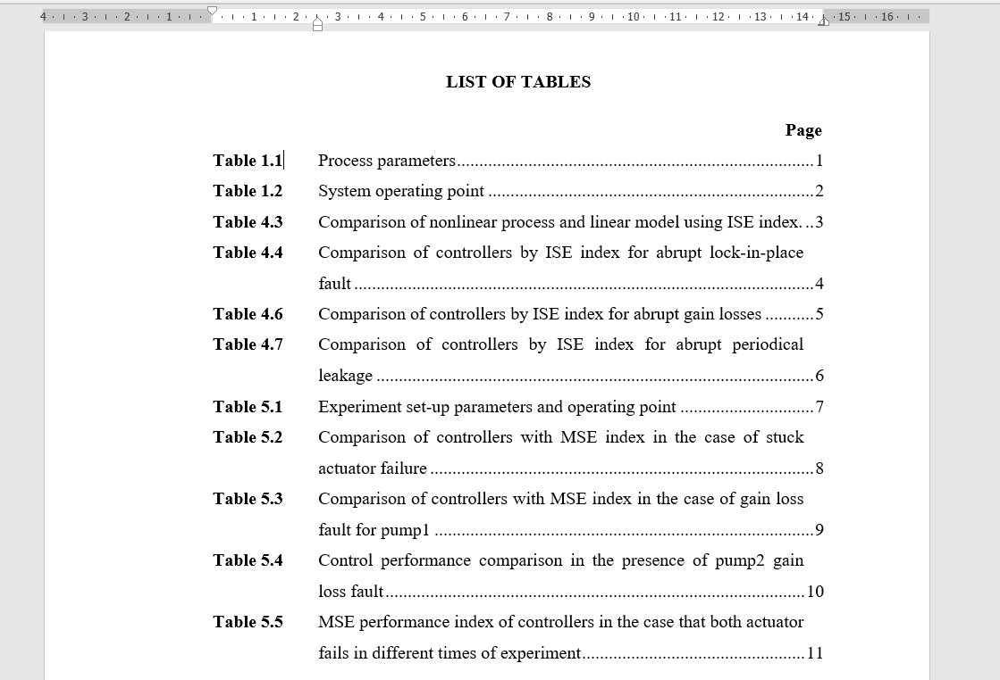 4 3 2 1 1 2 3 4 5 6 7 8 9 10 11 12 13 14 15 16
LIST OF TABLES
Page
Table 1.1 Process parameters................................................................................1
Table 1.2 System operating point .........................................................................2
Table 4.3 Comparison of nonlinear process and linear model using ISE index. ..3
Table 4.4 Comparison of controllers by ISE index for abrupt lock-in-place
fault .......................................................................................................4
Table 4.6 Comparison of controllers by ISE index for abrupt gain losses ...........5
Table 4.7 Comparison of controllers by ISE index for abrupt periodical
leakage ..................................................................................................6
Table 5.1 Experiment set-up parameters and operating point ..............................7
Table 5.2 Comparison of controllers with MSE index in the case of stuck
actuator failure ......................................................................................8
Table 5.3 Comparison of controllers with MSE index in the case of gain loss
fault for pump1 .....................................................................................9
Table 5.4 Control performance comparison in the presence of pump2 gain
loss fault..............................................................................................10
Table 5.5 MSE performance index of controllers in the case that both actuator
fails in different times of experiment..................................................11